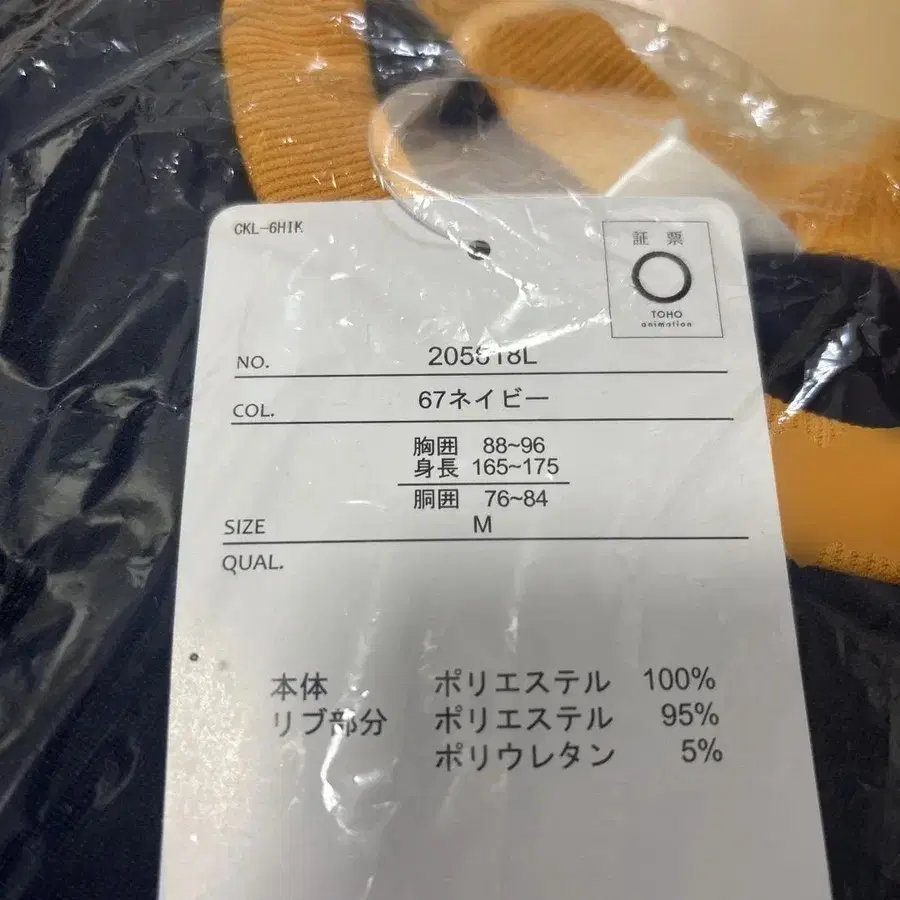 CKL-6HIK
証票
TOHO
animation
NO. 205818L
COL. 67ネイビー
胸囲 88~96
身長 165~175
胴囲 76~84
SIZE M
QUAL.
本体 ポリエステル 100%
リブ部分 ポリエステル 95%
ポリウレタン 5%